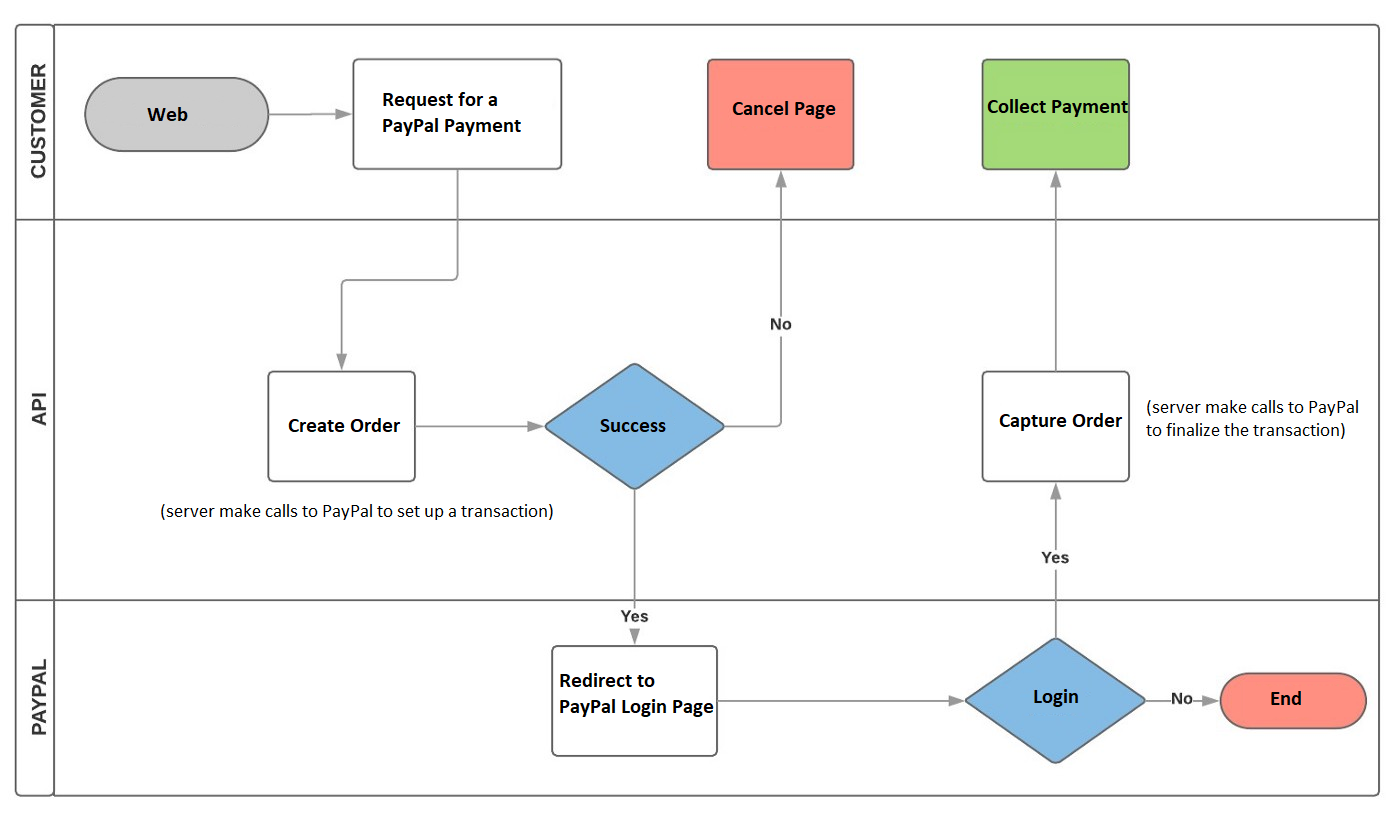 CUSTOMER
Web
Request for a
PayPal Payment
Cancel Page
Collect Payment
API
No
Create Order
Success
Capture Order
(server make calls to PayPal
to finalize the transaction)
(server make calls to PayPal to set up a transaction)
Yes
Yes
PAYPAL
Redirect to
PayPal Login Page
Login
No
End